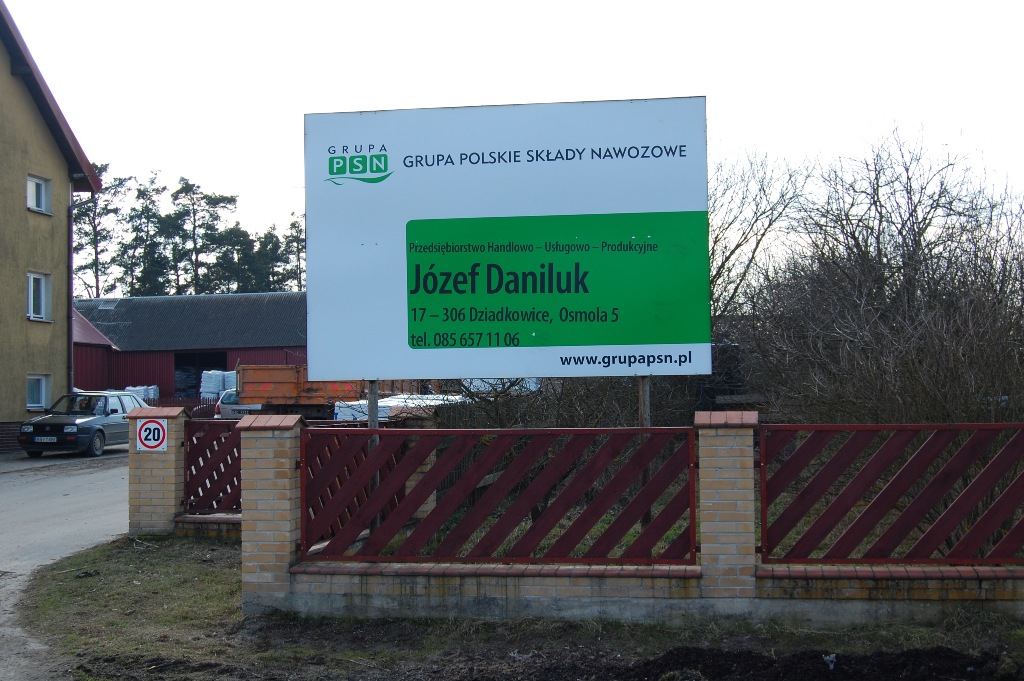 GRUPA
PSN
GRUPA POLSKIE SKŁADY NAWOZOWE
Przedsiębiorstwo Handlowo – Usługowo – Produkcyjne
Józef Daniluk
17 – 306 Dziadkowice, Osmola 5
tel. 085 657 11 06
www.grupapsn.pl
20